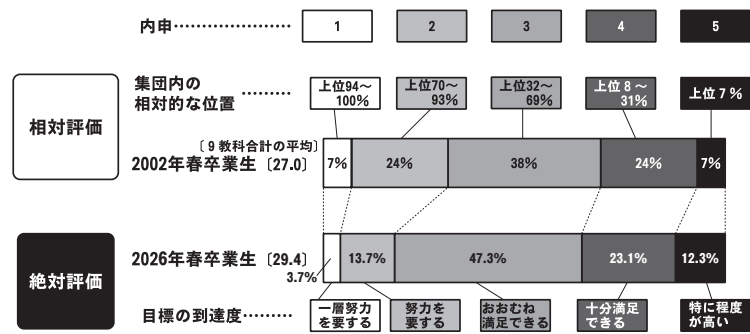 内申 1 2 3 4 5
集団内の
相対的な位置
上位94～
100%
上位70～
93%
上位32～
69%
上位8～
31%
上位7%
相対評価
〔9教科合計の平均〕
2002年春卒業生〔27.0〕 7% 24% 38% 24% 7%
絶対評価
2026年春卒業生〔29.4〕 3.7% 13.7% 47.3% 23.1% 12.3%
目標の到達度
一層努力
を要する
努力を
要する
おおむね
満足できる
十分満足
できる
特に程度
が高い